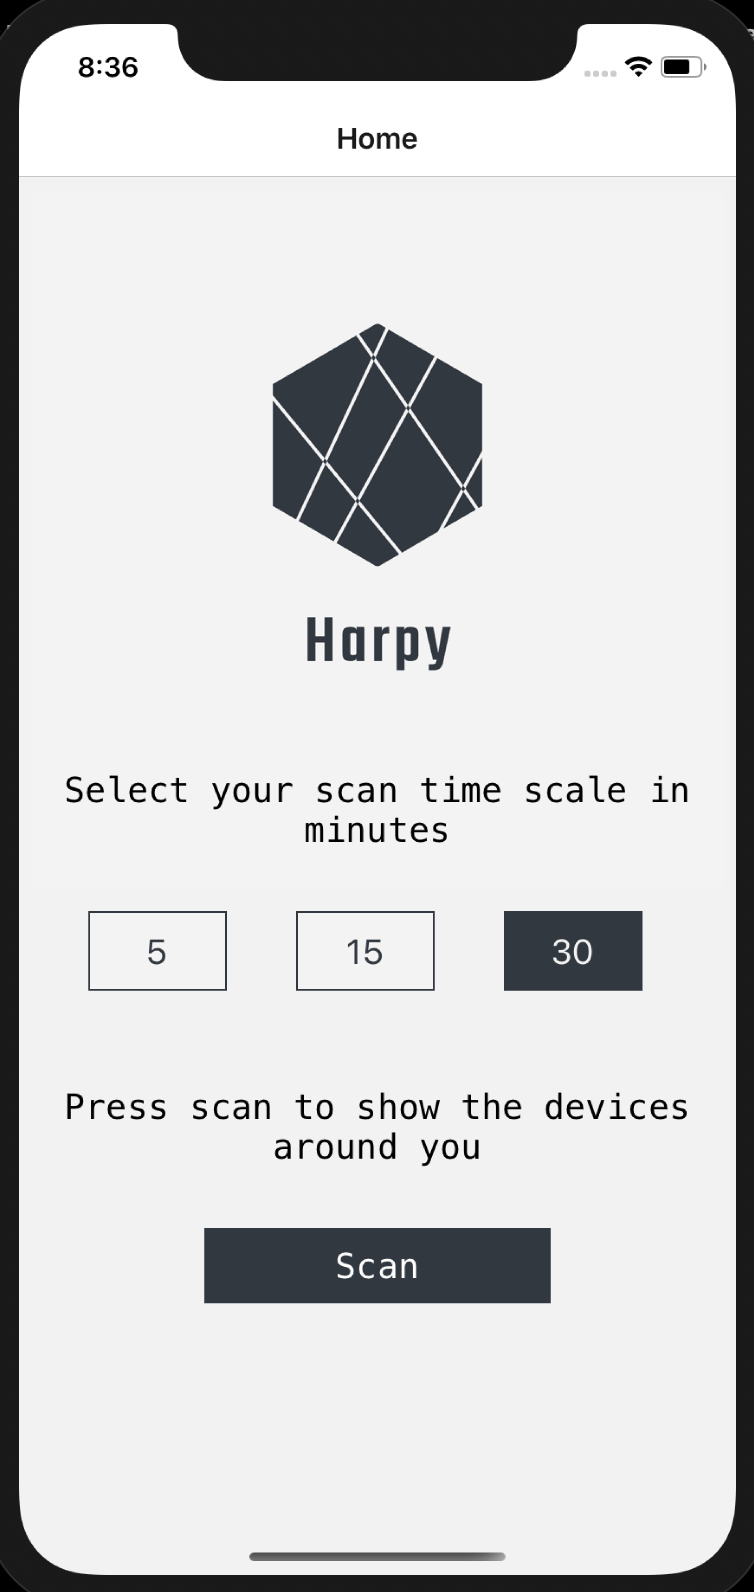 8:36
Home
Harpy
Select your scan time scale in
minutes
5 15 30
Press scan to show the devices
around you
Scan